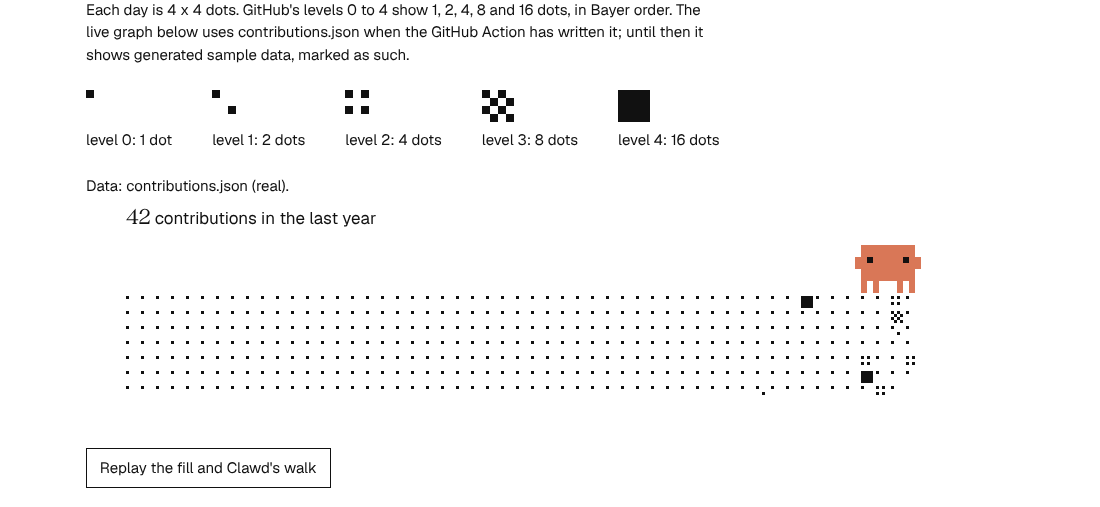 Each day is 4 x 4 dots. GitHub's levels 0 to 4 show 1, 2, 4, 8 and 16 dots, in Bayer order. The
live graph below uses contributions.json when the GitHub Action has written it; until then it
shows generated sample data, marked as such.
level 0: 1 dot
level 1: 2 dots
level 2: 4 dots
level 3: 8 dots
level 4: 16 dots
Data: contributions.json (real).
42 contributions in the last year
Replay the fill and Clawd's walk